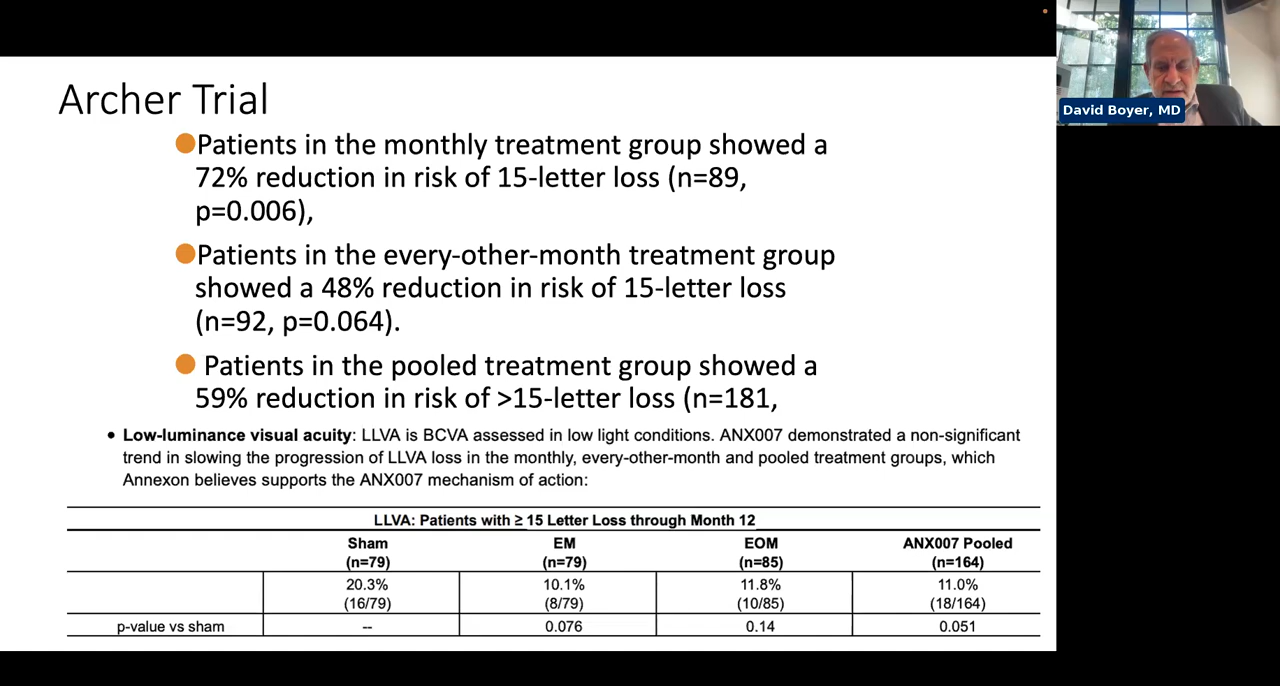 David Boyer, MD
Archer Trial
Patients in the monthly treatment group showed a
72% reduction in risk of 15-letter loss (n=89,
p=0.006),
Patients in the every-other-month treatment group
showed a 48% reduction in risk of 15-letter loss
(n=92, p=0.064).
Patients in the pooled treatment group showed a
59% reduction in risk of >15-letter loss (n=181,
• Low-luminance visual acuity: LLVA is BCVA assessed in low light conditions. ANX007 demonstrated a non-significant
trend in slowing the progression of LLVA loss in the monthly, every-other-month and pooled treatment groups, which
Annexon believes supports the ANX007 mechanism of action:
LLVA: Patients with ≥ 15 Letter Loss through Month 12
Sham EM EOM ANX007 Pooled
(n=79) (n=79) (n=85) (n=164)
20.3% 10.1% 11.8% 11.0%
(16/79) (8/79) (10/85) (18/164)
p-value vs sham -- 0.076 0.14 0.051